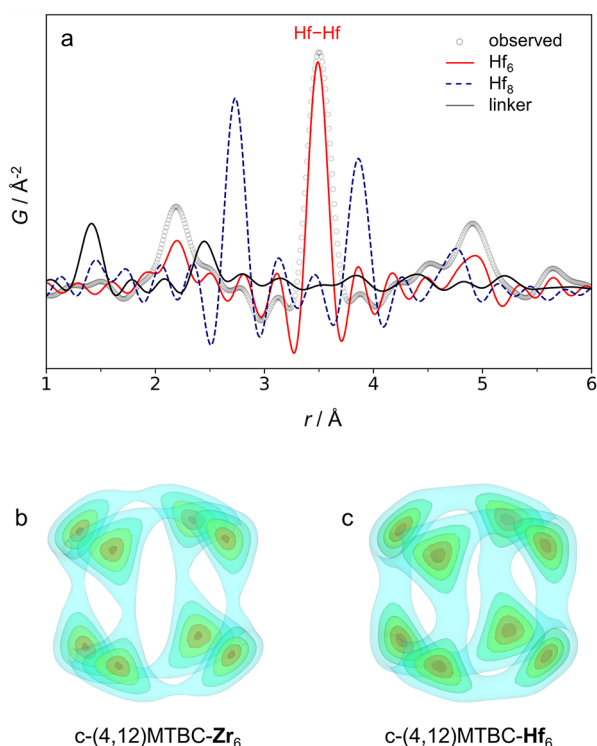 a
Hf−Hf
observed
Hf₆
Hf₈
linker
G / Å⁻²
1 2 3 4 5 6
r / Å
b
c
c-(4,12)MTBC-Zr₆
c-(4,12)MTBC-Hf₆